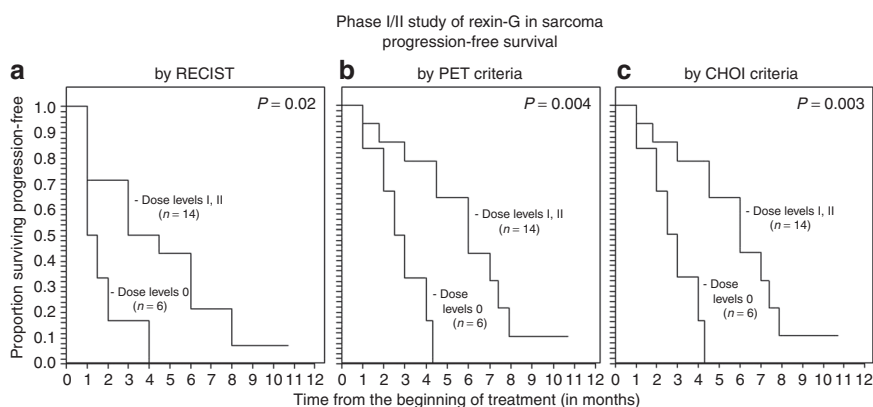 Phase I/II study of rexin-G in sarcoma
progression-free survival
a by RECIST
b by PET criteria
c by CHOI criteria
Proportion surviving progression-free
1.0
0.9
0.8
0.7
0.6
0.5
0.4
0.3
0.2
0.1
0.0
P = 0.02
- Dose levels I, II
(n = 14)
- Dose levels 0
(n = 6)
0 1 2 3 4 5 6 7 8 9 10 11 12
P = 0.004
- Dose levels I, II
(n = 14)
- Dose
levels 0
(n = 6)
0 1 2 3 4 5 6 7 8 9 10 11 12
P = 0.003
- Dose levels I, II
(n = 14)
- Dose
levels 0
(n = 6)
0 1 2 3 4 5 6 7 8 9 10 11 12
Time from the beginning of treatment (in months)